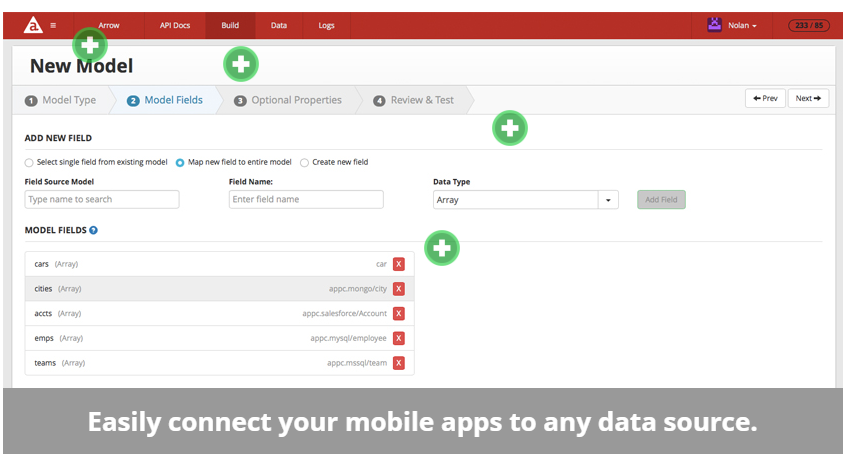 a Arrow API Docs Build Data Logs Nolan 233 / 85
New Model
1 Model Type 2 Model Fields 3 Optional Properties 4 Review & Test Prev Next
ADD NEW FIELD
Select single field from existing model Map new field to entire model Create new field
Field Source Model Field Name: Data Type
Type name to search Enter field name Array Add Field
MODEL FIELDS ?
cars (Array) car X
cities (Array) appc.mongo/city X
accts (Array) appc.salesforce/Account X
emps (Array) appc.mysql/employee X
teams (Array) appc.mssql/team X
Easily connect your mobile apps to any data source.